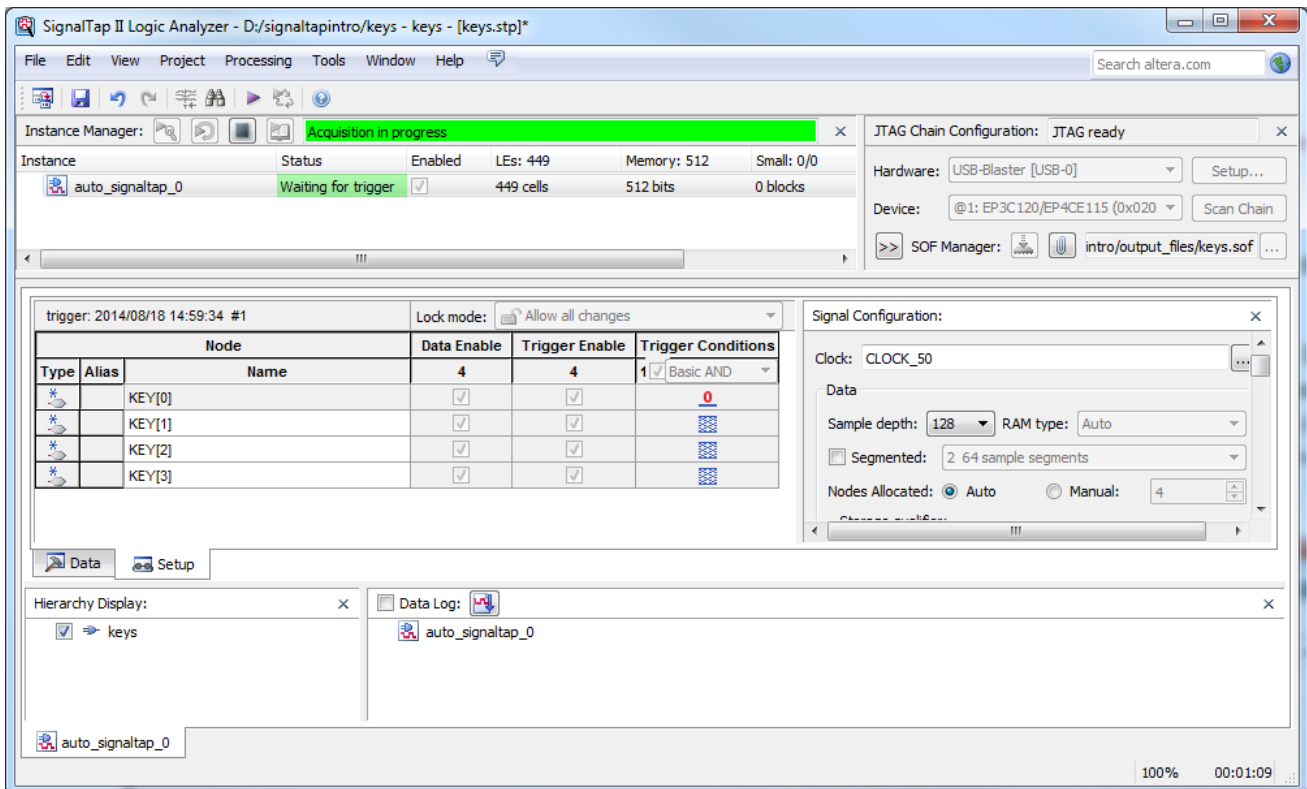 SignalTap II Logic Analyzer - D:/signaltapintro/keys - keys - [keys.stp]*
File Edit View Project Processing Tools Window Help
Search altera.com
Instance Manager: Acquisition in progress
JTAG Chain Configuration: JTAG ready
Instance Status Enabled LEs: 449 Memory: 512 Small: 0/0
auto_signaltap_0 Waiting for trigger 449 cells 512 bits 0 blocks
Hardware: USB-Blaster [USB-0] Setup...
Device: @1: EP3C120/EP4CE115 (0x020 Scan Chain
>> SOF Manager: intro/output_files/keys.sof ...
trigger: 2014/08/18 14:59:34 #1 Lock mode: Allow all changes
Node Data Enable Trigger Enable Trigger Conditions
Type Alias Name 4 4 1 Basic AND
KEY[0] 0
KEY[1]
KEY[2]
KEY[3]
Signal Configuration:
Clock: CLOCK_50 ...
Data
Sample depth: 128 RAM type: Auto
Segmented: 2 64 sample segments
Nodes Allocated: Auto Manual: 4
Data Setup
Hierarchy Display:
keys
Data Log:
auto_signaltap_0
auto_signaltap_0
100% 00:01:09